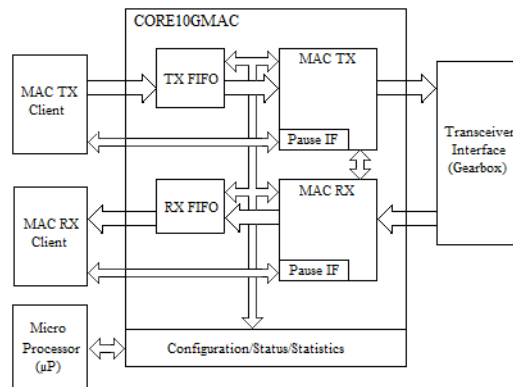 CORE10GMAC
MAC TX
Client
TX FIFO
MAC TX
Pause IF
Transceiver
Interface
(Gearbox)
MAC RX
Client
RX FIFO
MAC RX
Pause IF
Micro
Processor
(µP)
Configuration/Status/Statistics